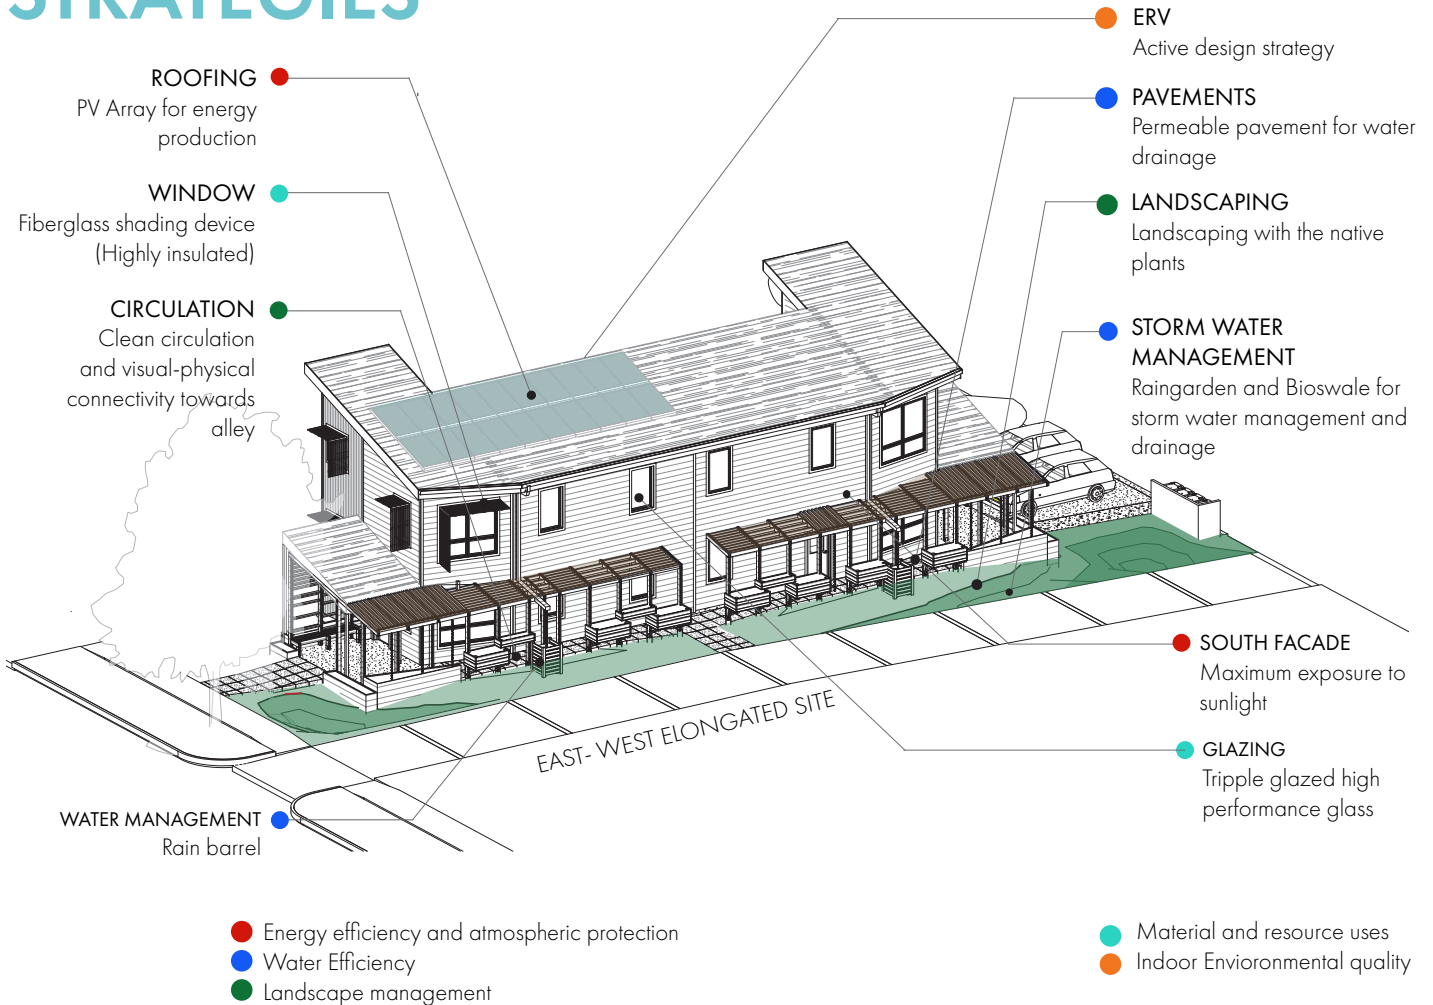 STRATEGIES
ROOFING
PV Array for energy
production
WINDOW
Fiberglass shading device
(Highly insulated)
CIRCULATION
Clean circulation
and visual-physical
connectivity towards
alley
WATER MANAGEMENT
Rain barrel
ERV
Active design strategy
PAVEMENTS
Permeable pavement for water
drainage
LANDSCAPING
Landscaping with the native
plants
STORM WATER
MANAGEMENT
Raingarden and Bioswale for
storm water management and
drainage
SOUTH FACADE
Maximum exposure to
sunlight
GLAZING
Tripple glazed high
performance glass
EAST- WEST ELONGATED SITE
Energy efficiency and atmospheric protection
Water Efficiency
Landscape management
Material and resource uses
Indoor Envioronmental quality